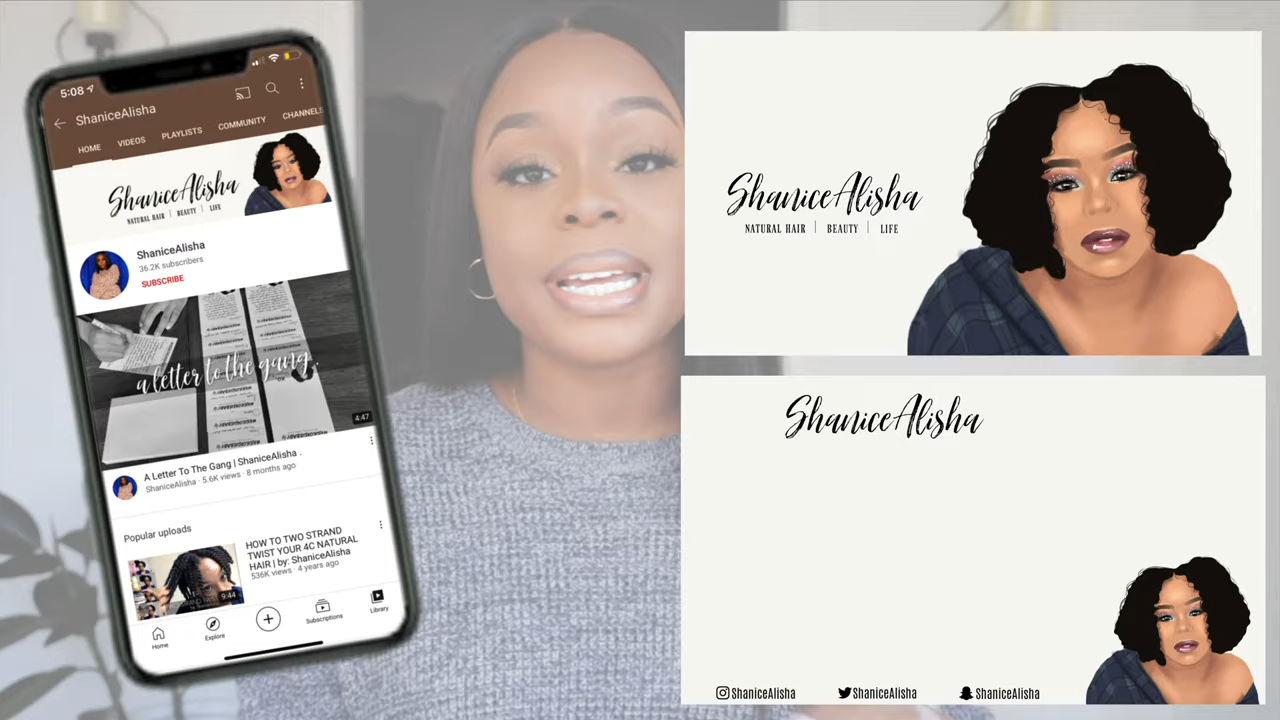 5:08
ShaniceAlisha
HOME VIDEOS PLAYLISTS COMMUNITY CHANNELS
ShaniceAlisha
NATURAL HAIR | BEAUTY | LIFE
ShaniceAlisha
36.2K subscribers
SUBSCRIBE
a letter to the gang..
4:47
A Letter To The Gang | ShaniceAlisha .
ShaniceAlisha · 5.6K views · 8 months ago
Popular uploads
HOW TO TWO STRAND
TWIST YOUR 4C NATURAL
HAIR | by: ShaniceAlisha
536K views · 4 years ago
9:44
Home Explore Subscriptions Library
ShaniceAlisha
NATURAL HAIR | BEAUTY | LIFE
ShaniceAlisha
ShaniceAlisha ShaniceAlisha ShaniceAlisha